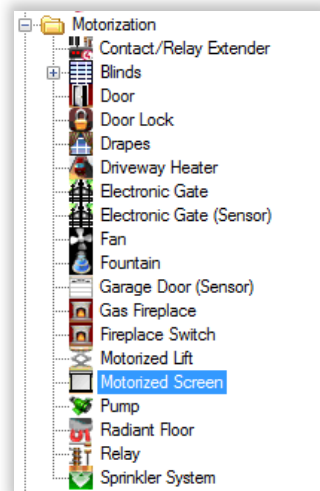 Motorization
Contact/Relay Extender
Blinds
Door
Door Lock
Drapes
Driveway Heater
Electronic Gate
Electronic Gate (Sensor)
Fan
Fountain
Garage Door (Sensor)
Gas Fireplace
Fireplace Switch
Motorized Lift
Motorized Screen
Pump
Radiant Floor
Relay
Sprinkler System